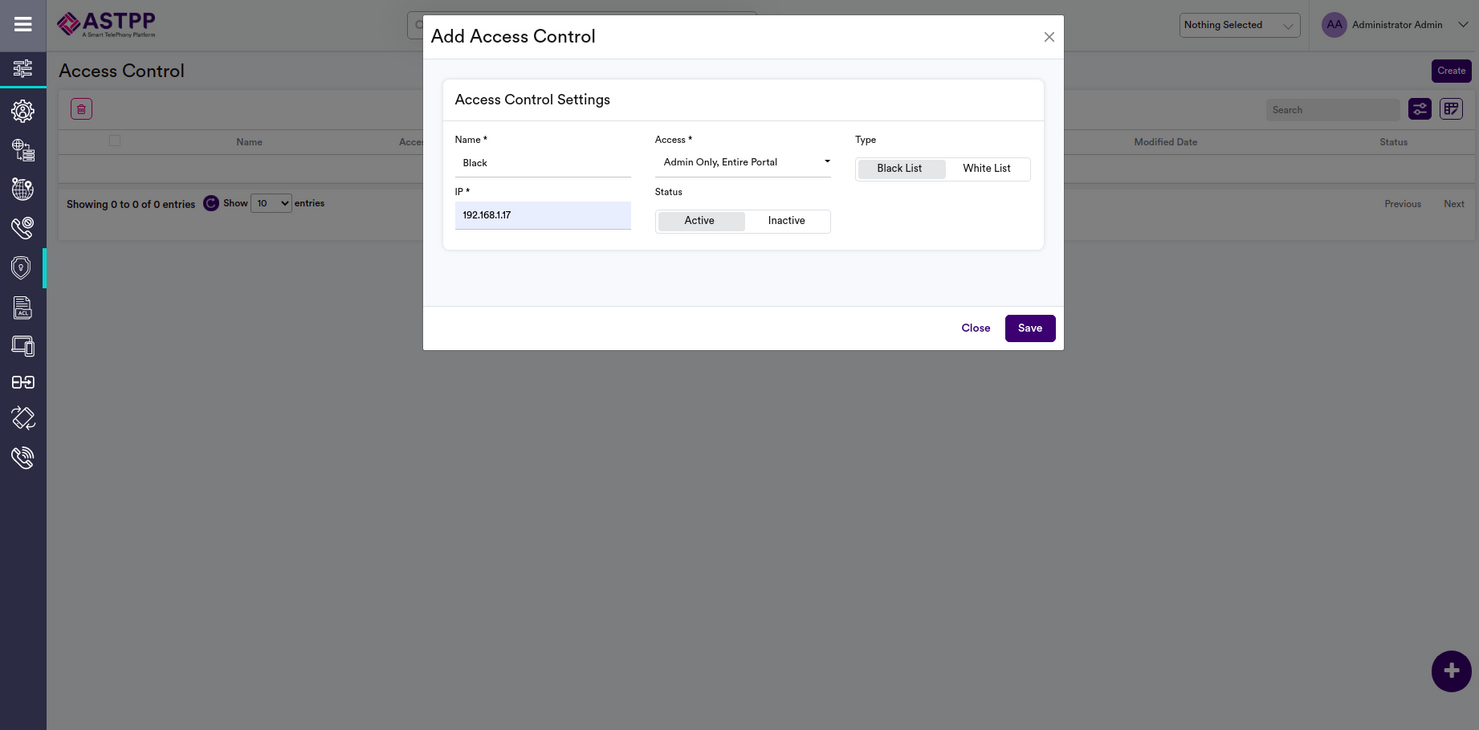 ASTPP
A Smart TelePhony Platform
Nothing Selected
AA
Administrator Admin
Access Control
Create
Search
Name
Modified Date
Status
Showing 0 to 0 of 0 entries
Show
10
entries
Previous
Next
ACL
Add Access Control
Access Control Settings
Name *
Access *
Type
Black
Admin Only, Entire Portal
Black List
White List
IP *
Status
192.168.1.17
Active
Inactive
Close
Save